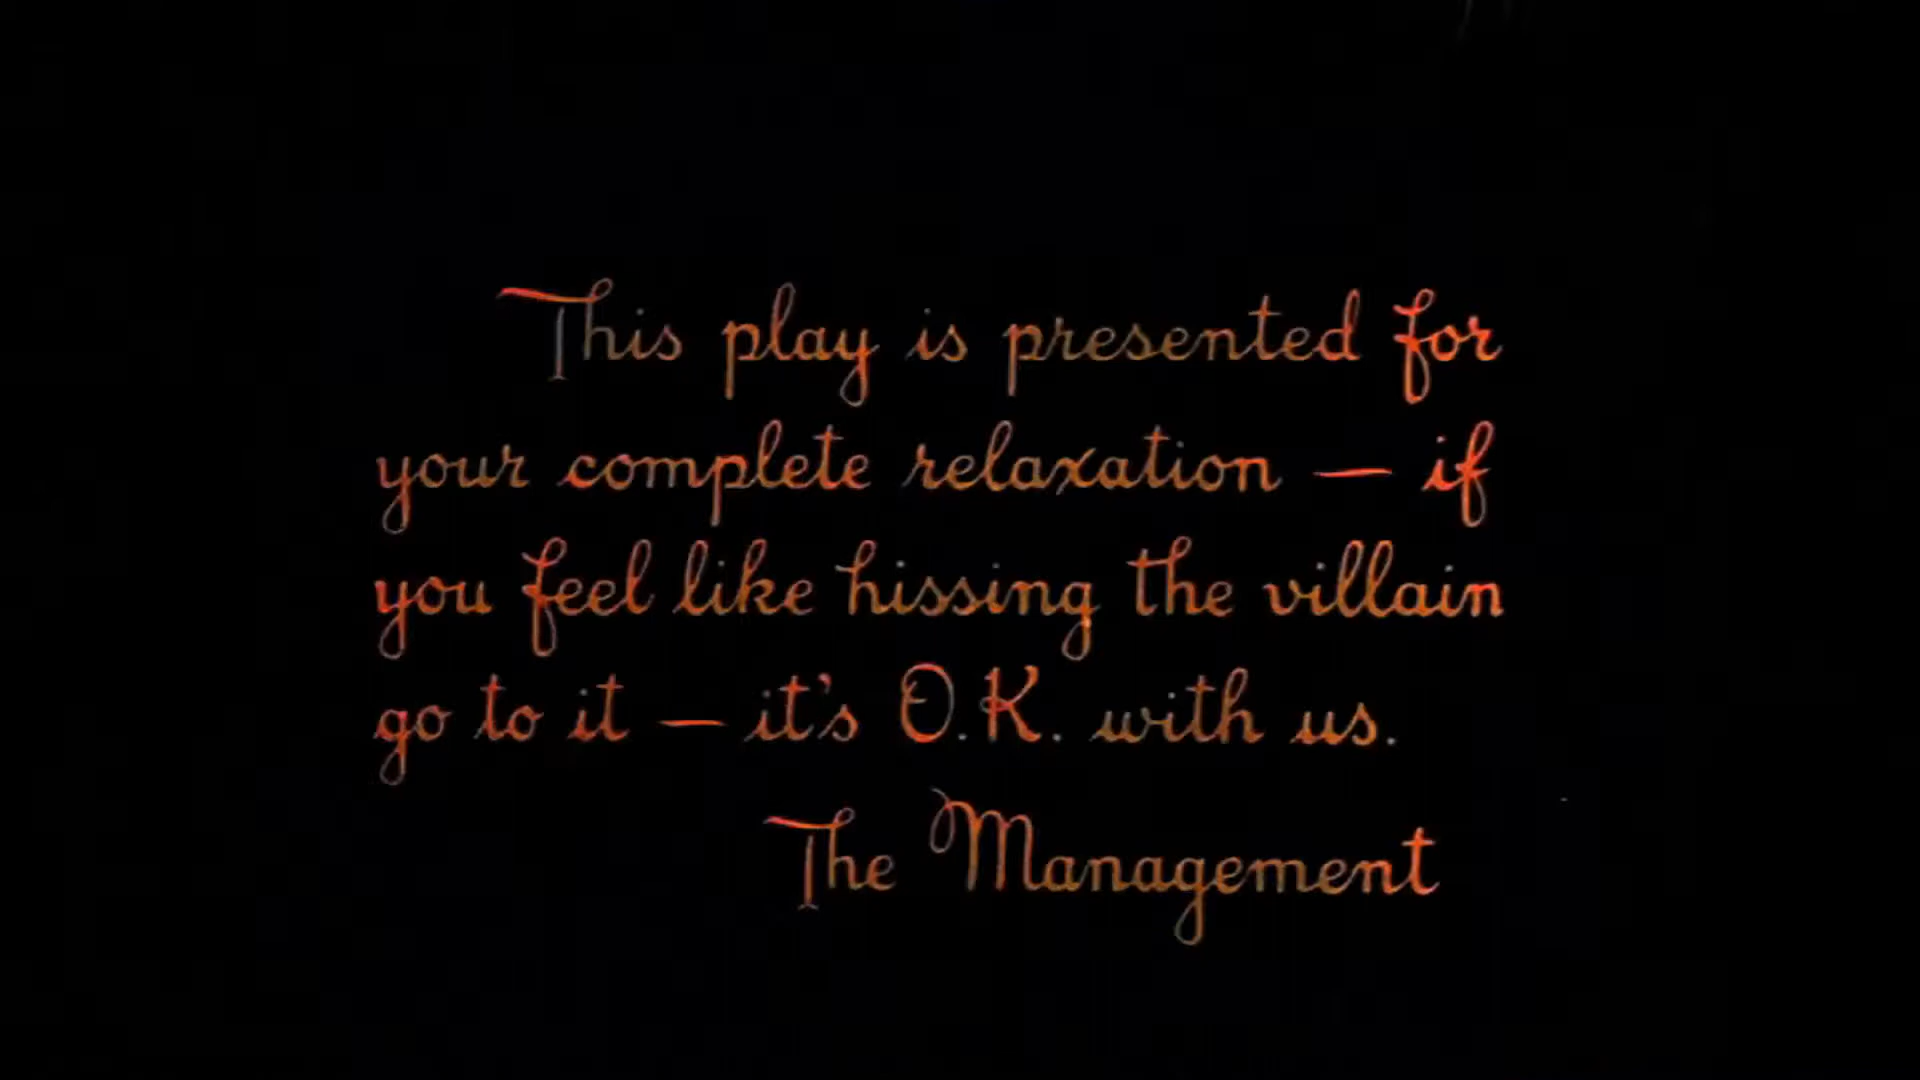 This play is presented for
your complete relaxation — if
you feel like hissing the villain
go to it — it's O.K. with us.
The Management